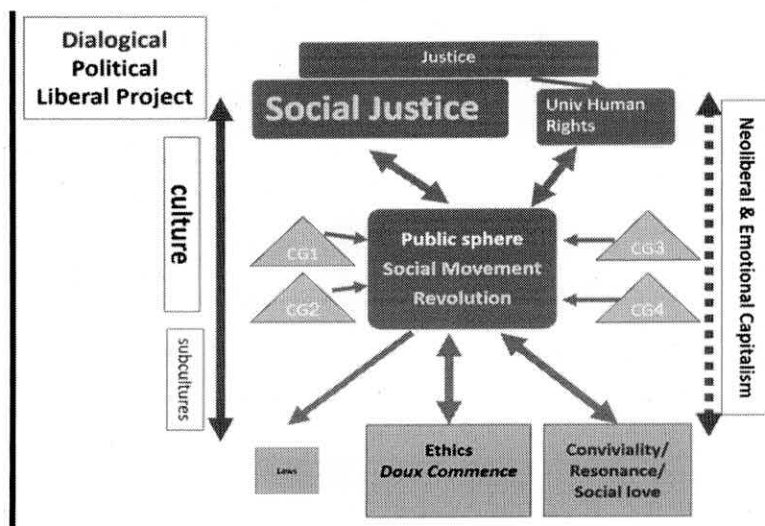 Dialogical
Political
Liberal Project
Justice
Social Justice
Univ Human
Rights
culture
subcultures
Neoliberal & Emotional Capitalism
CG1
CG2
CG3
CG4
Public sphere
Social Movement
Revolution
Laws
Ethics
Doux Commence
Conviviality/
Resonance/
Social love